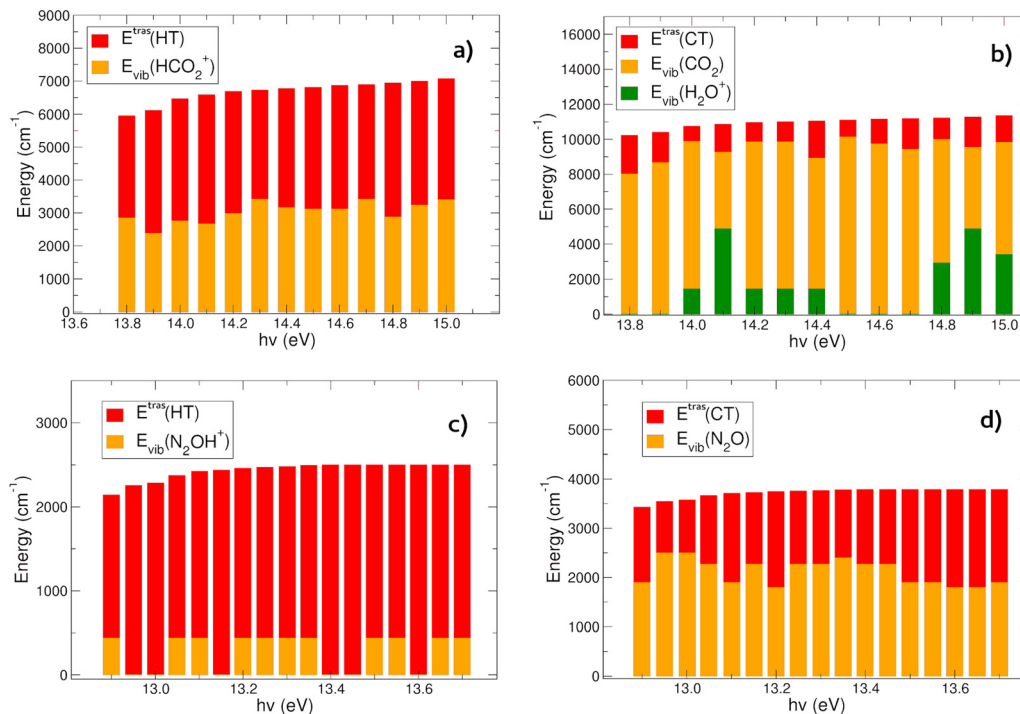 E^tras(HT)
E_vib(HCO₂⁺)
a)
9000
8000
7000
6000
5000
4000
3000
2000
1000
0
Energy (cm⁻¹)
13.6 13.8 14.0 14.2 14.4 14.6 14.8 15.0
hν (eV)
E^tras(CT)
E_vib(CO₂)
E_vib(H₂O⁺)
b)
16000
14000
12000
10000
8000
6000
4000
2000
0
Energy (cm⁻¹)
13.8 14.0 14.2 14.4 14.6 14.8 15.0
hν (eV)
E^tras(HT)
E_vib(N₂OH⁺)
c)
3000
2000
1000
0
Energy (cm⁻¹)
13.0 13.2 13.4 13.6
hν (eV)
E^tras(CT)
E_vib(N₂O)
d)
6000
5000
4000
3000
2000
1000
0
Energy (cm⁻¹)
13.0 13.2 13.4 13.6
hν (eV)